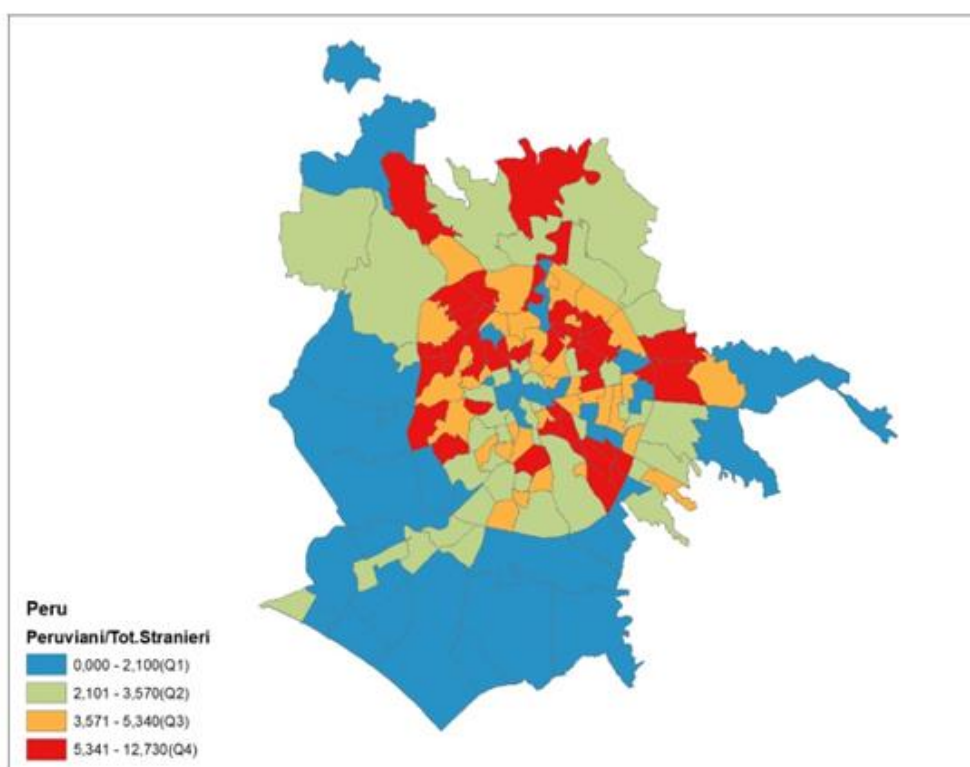 Peru
Peruviani/Tot.Stranieri
0,000 - 2,100(Q1)
2,101 - 3,570(Q2)
3,571 - 5,340(Q3)
5,341 - 12,730(Q4)